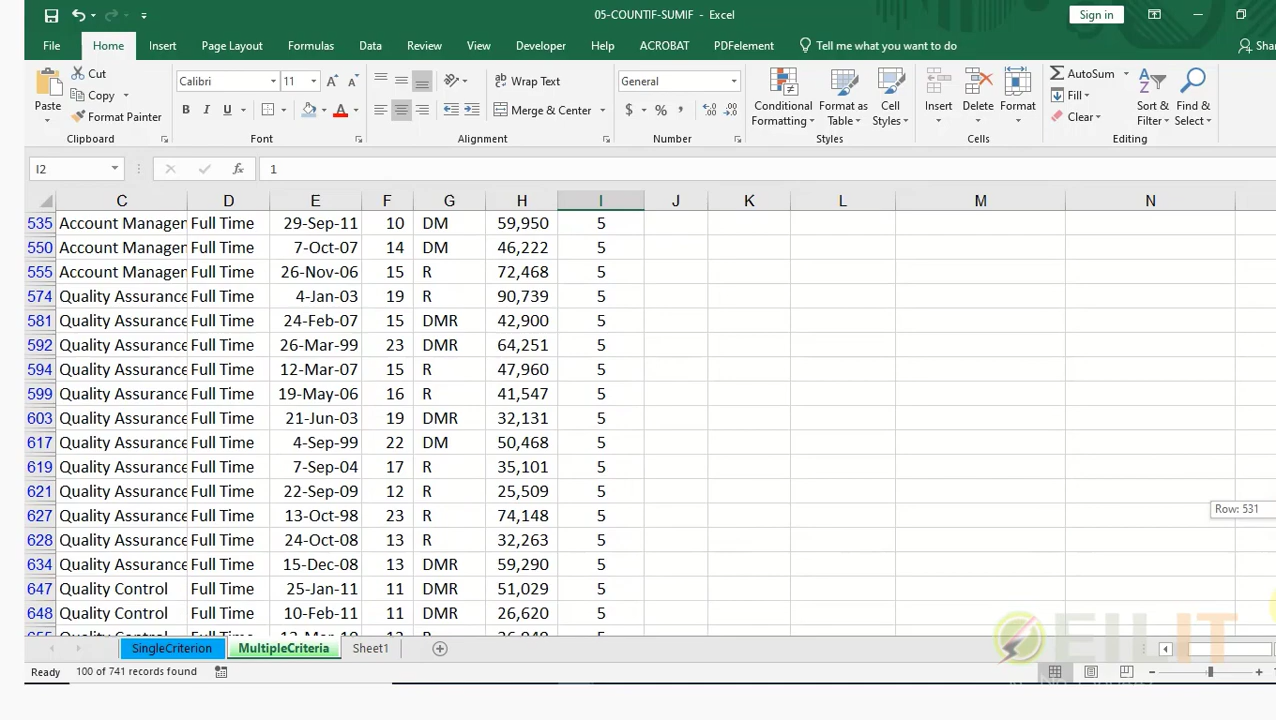 05-COUNTIF-SUMIF - Excel
Sign in
File Home Insert Page Layout Formulas Data Review View Developer Help ACROBAT PDFelement Tell me what you want to do
Paste Cut Copy Format Painter
Clipboard
Calibri 11
B I U
Font
Wrap Text
Merge & Center
Alignment
General
$ % ,
Number
Conditional Formatting Format as Table Cell Styles
Styles
Insert Delete Format
Cells
AutoSum
Fill
Clear
Sort & Filter Find & Select
Editing
I2 fx 1
C D E F G H I J K L M N
535 Account Manager Full Time 29-Sep-11 10 DM 59,950 5
550 Account Manager Full Time 7-Oct-07 14 DM 46,222 5
555 Account Manager Full Time 26-Nov-06 15 R 72,468 5
574 Quality Assurance Full Time 4-Jan-03 19 R 90,739 5
581 Quality Assurance Full Time 24-Feb-07 15 DMR 42,900 5
592 Quality Assurance Full Time 26-Mar-99 23 DMR 64,251 5
594 Quality Assurance Full Time 12-Mar-07 15 R 47,960 5
599 Quality Assurance Full Time 19-May-06 16 R 41,547 5
603 Quality Assurance Full Time 21-Jun-03 19 DMR 32,131 5
617 Quality Assurance Full Time 4-Sep-99 22 DM 50,468 5
619 Quality Assurance Full Time 7-Sep-04 17 R 35,101 5
621 Quality Assurance Full Time 22-Sep-09 12 R 25,509 5
627 Quality Assurance Full Time 13-Oct-98 23 R 74,148 5
628 Quality Assurance Full Time 24-Oct-08 13 R 32,263 5
634 Quality Assurance Full Time 15-Dec-08 13 DMR 59,290 5
647 Quality Control Full Time 25-Jan-11 11 DMR 51,029 5
648 Quality Control Full Time 10-Feb-11 11 DMR 26,620 5
Row: 531
EILIT
SingleCriterion MultipleCriteria Sheet1
Ready 100 of 741 records found